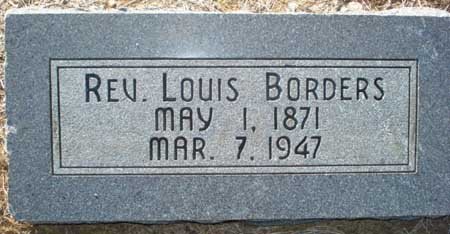 REV. LOUIS BORDERS
MAY 1, 1871
MAR. 7. 1947